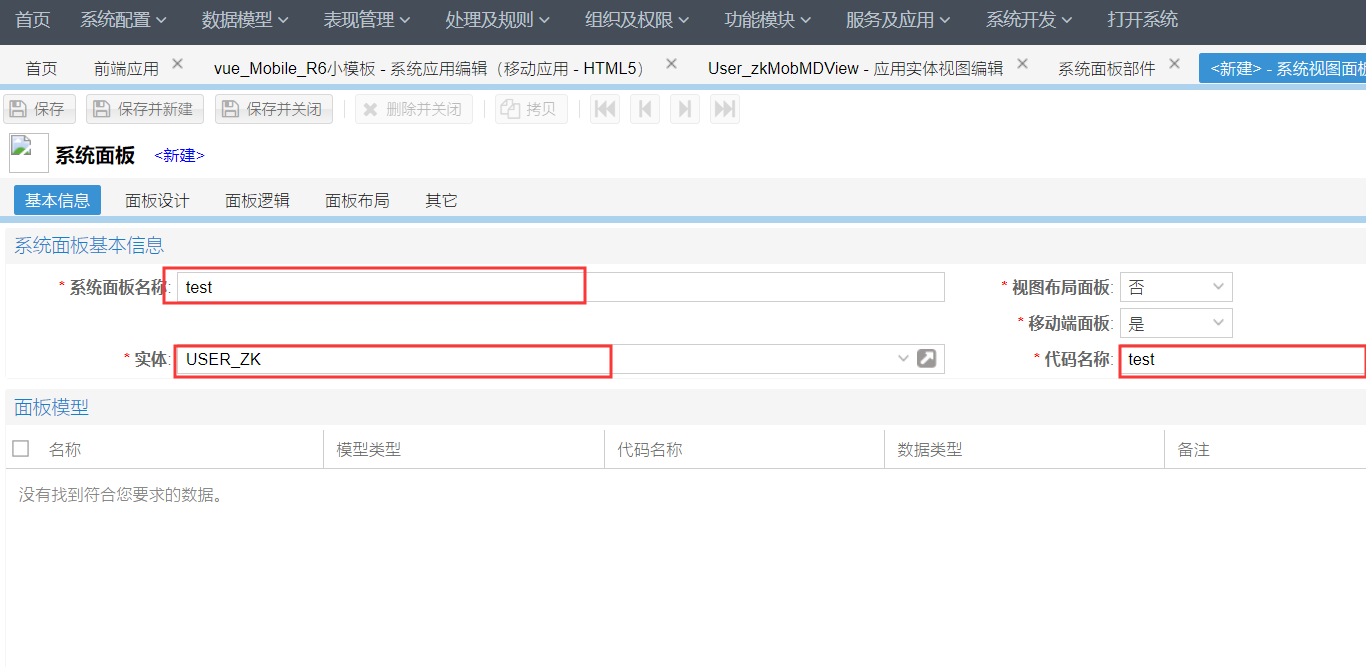 首页 系统配置 数据模型 表现管理 处理及规则 组织及权限 功能模块 服务及应用 系统开发 打开系统
首页 前端应用 vue_Mobile_R6小模板 - 系统应用编辑（移动应用 - HTML5） User_zkMobMDView - 应用实体视图编辑 系统面板部件 <新建> - 系统视图面板
保存 保存并新建 保存并关闭 删除并关闭 拷贝
系统面板 <新建>
基本信息 面板设计 面板逻辑 面板布局 其它
系统面板基本信息
* 系统面板名称: test * 视图布局面板: 否
* 移动端面板: 是
* 实体: USER_ZK * 代码名称: test
面板模型
名称 模型类型 代码名称 数据类型 备注
没有找到符合您要求的数据。